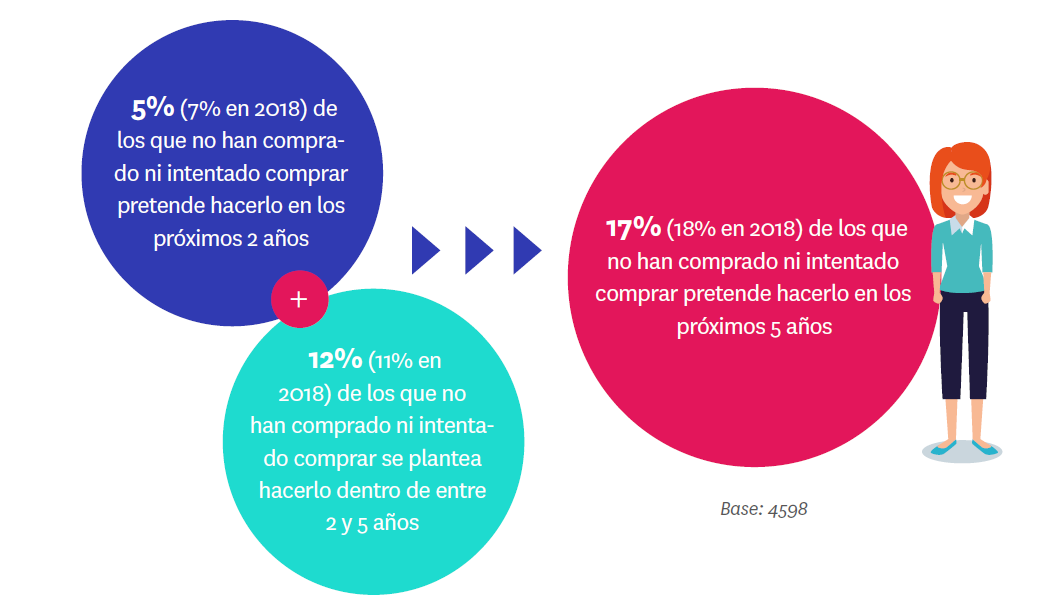 5% (7% en 2018) de
los que no han compra-
do ni intentado comprar
pretende hacerlo en los
próximos 2 años
+
12% (11% en
2018) de los que no
han comprado ni intenta-
do comprar se plantea
hacerlo dentro de entre
2 y 5 años
17% (18% en 2018) de los que
no han comprado ni intentado
comprar pretende hacerlo en los
próximos 5 años
Base: 4598